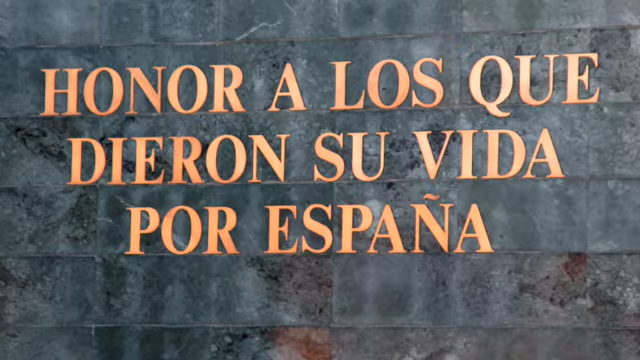 HONOR A LOS QUE
DIERON SU VIDA
POR ESPAÑA